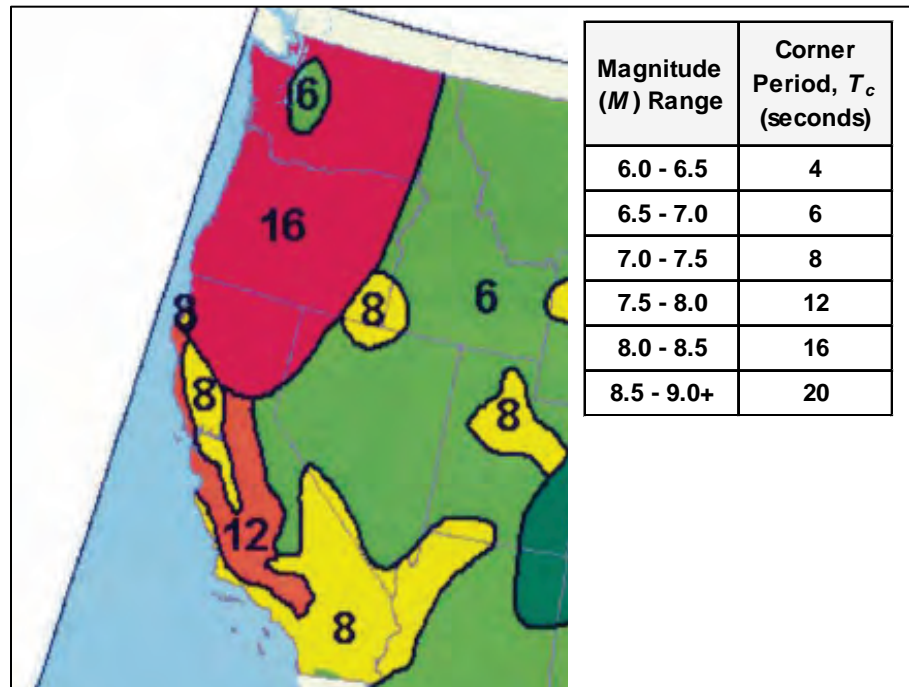 6
16
8
8
6
8
8
12
8
Magnitude
(M) Range
Corner
Period, Tc
(seconds)
6.0 - 6.5 4
6.5 - 7.0 6
7.0 - 7.5 8
7.5 - 8.0 12
8.0 - 8.5 16
8.5 - 9.0+ 20